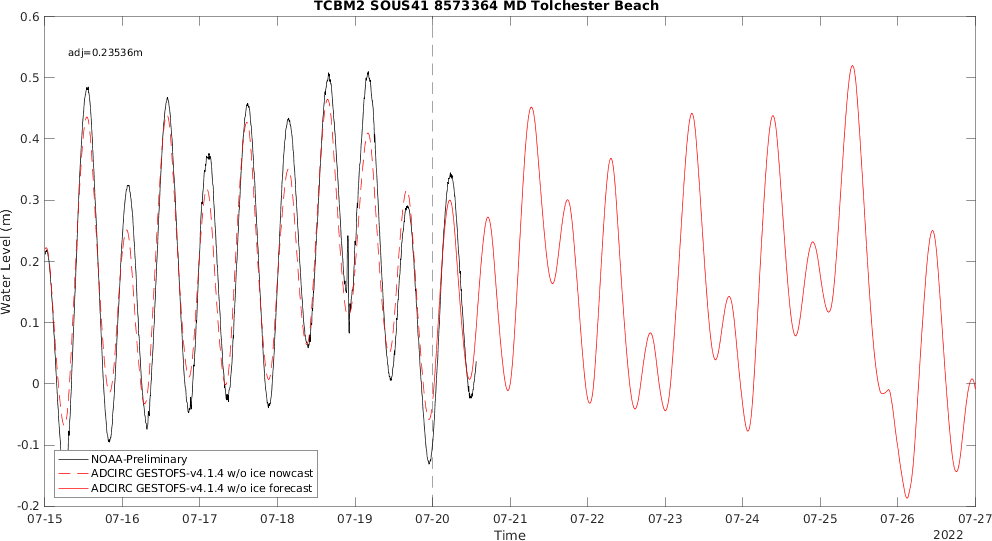 TCBM2 SOUS41 8573364 MD Tolchester Beach
adj=0.23536m
Water Level (m)
0.6
0.5
0.4
0.3
0.2
0.1
0
-0.1
-0.2
NOAA-Preliminary
ADCIRC GESTOFS-v4.1.4 w/o ice nowcast
ADCIRC GESTOFS-v4.1.4 w/o ice forecast
07-15 07-16 07-17 07-18 07-19 07-20 07-21 07-22 07-23 07-24 07-25 07-26 07-27
Time
2022